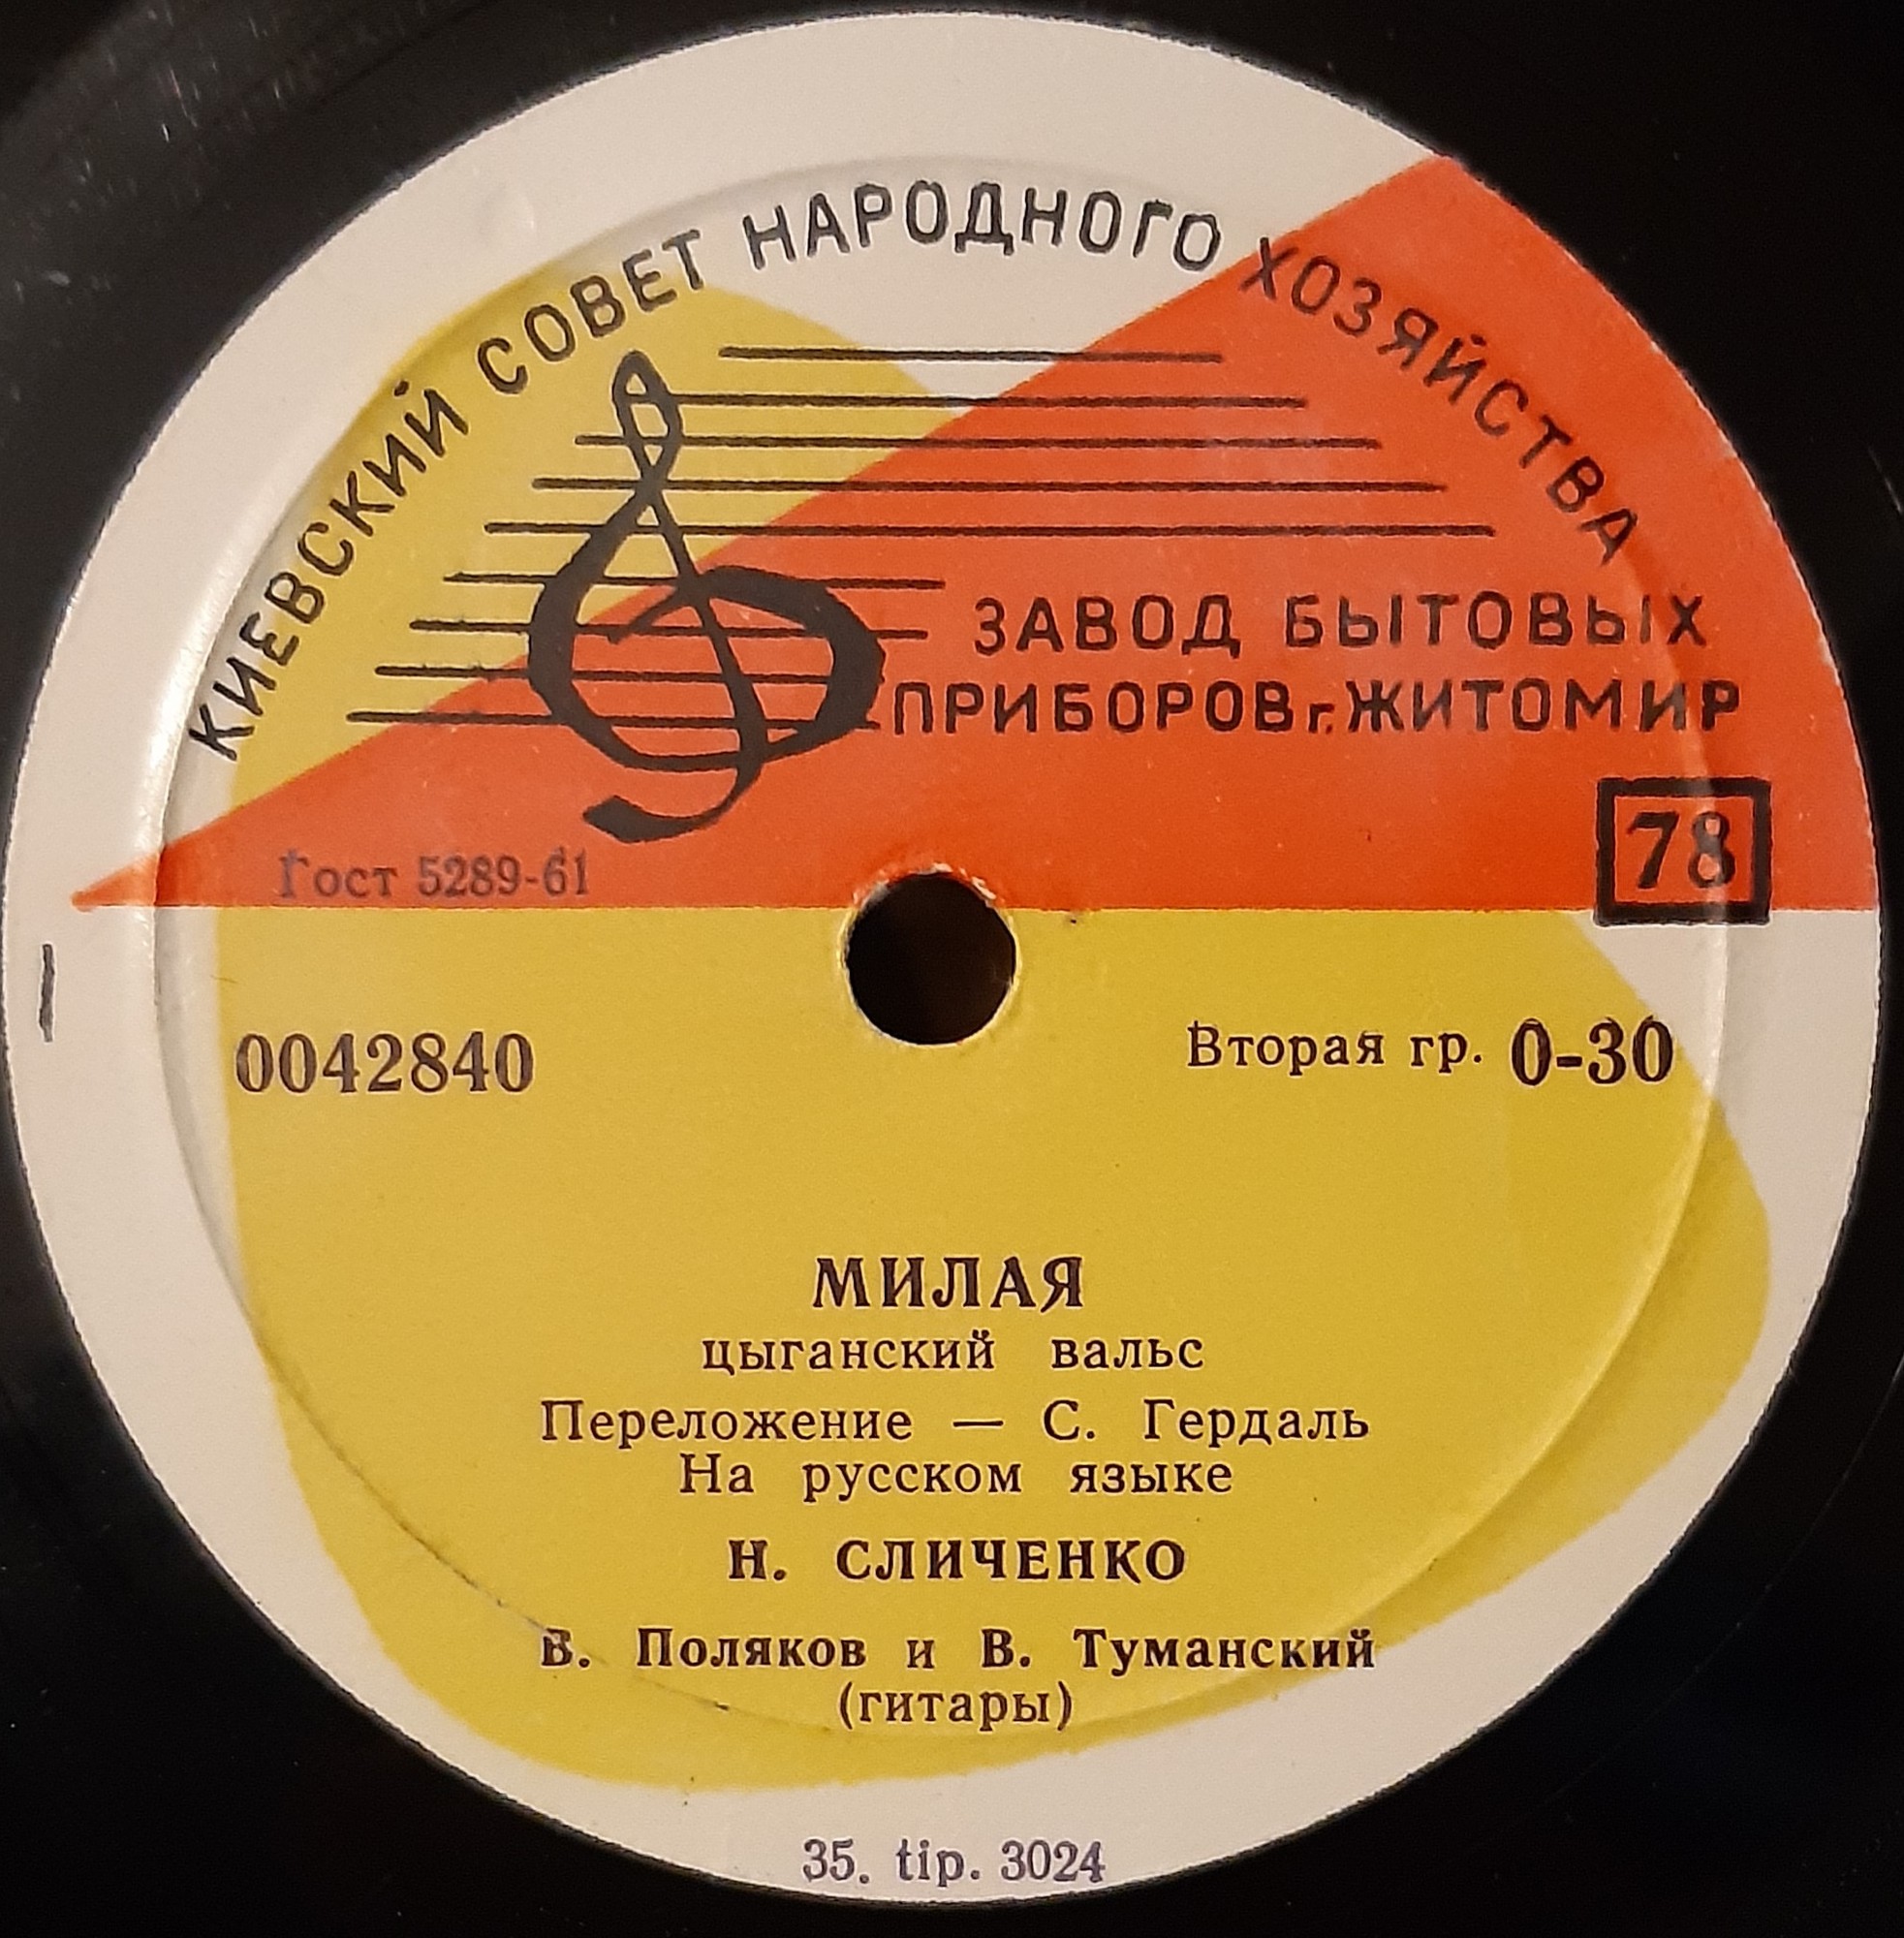 КИЕВСКИЙ СОВЕТ НАРОДНОГО ХОЗЯЙСТВА
ЗАВОД БЫТОВЫХ
ПРИБОРОВ г. ЖИТОМИР
78
Гост 5289-61
0042840
Вторая гр. 0-30
МИЛАЯ
цыганский вальс
Переложение — С. Гердаль
На русском языке
Н. СЛИЧЕНКО
В. Поляков и В. Туманский
(гитары)
35. tip. 3024